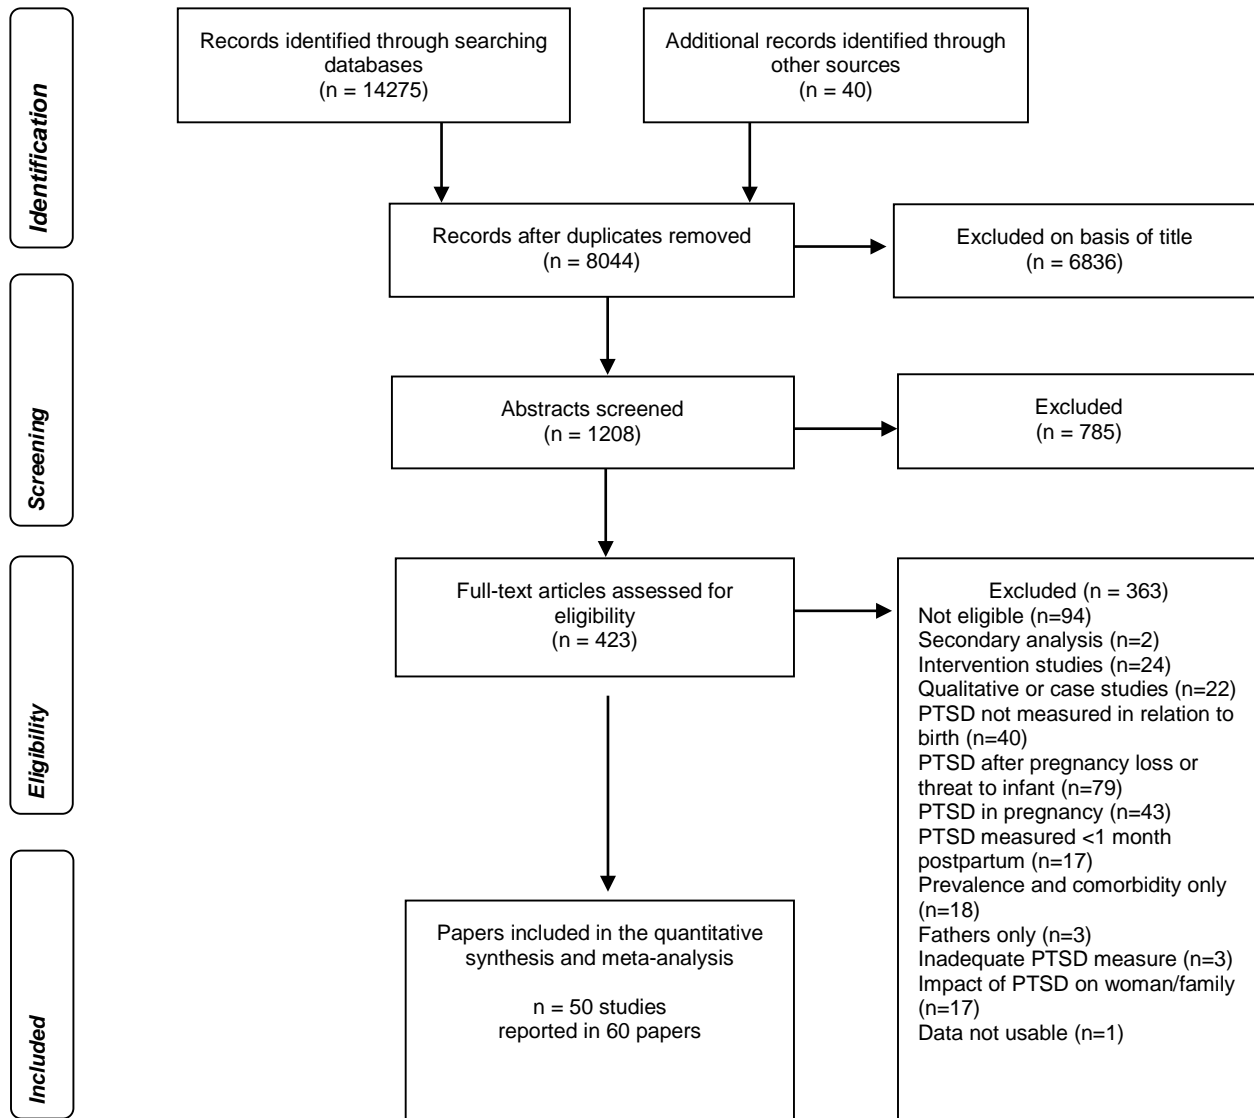 Identification
Records identified through searching
databases
(n = 14275)
Additional records identified through
other sources
(n = 40)
Records after duplicates removed
(n = 8044)
Excluded on basis of title
(n = 6836)
Screening
Abstracts screened
(n = 1208)
Excluded
(n = 785)
Eligibility
Full-text articles assessed for
eligibility
(n = 423)
Excluded (n = 363)
Not eligible (n=94)
Secondary analysis (n=2)
Intervention studies (n=24)
Qualitative or case studies (n=22)
PTSD not measured in relation to
birth (n=40)
PTSD after pregnancy loss or
threat to infant (n=79)
PTSD in pregnancy (n=43)
PTSD measured <1 month
postpartum (n=17)
Prevalence and comorbidity only
(n=18)
Fathers only (n=3)
Inadequate PTSD measure (n=3)
Impact of PTSD on woman/family
(n=17)
Data not usable (n=1)
Included
Papers included in the quantitative
synthesis and meta-analysis
n = 50 studies
reported in 60 papers